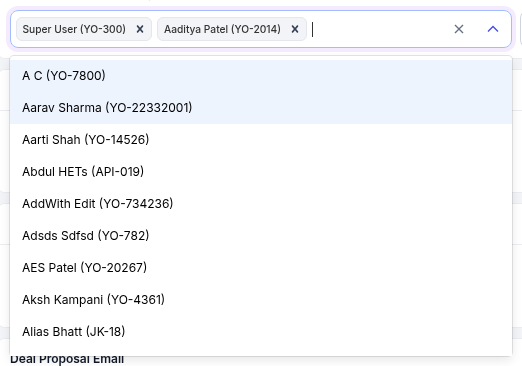 Super User (YO-300) Aaditya Patel (YO-2014)
A C (YO-7800)
Aarav Sharma (YO-22332001)
Aarti Shah (YO-14526)
Abdul HETs (API-019)
AddWith Edit (YO-734236)
Adsds Sdfsd (YO-782)
AES Patel (YO-20267)
Aksh Kampani (YO-4361)
Alias Bhatt (JK-18)
Deal Proposal Email